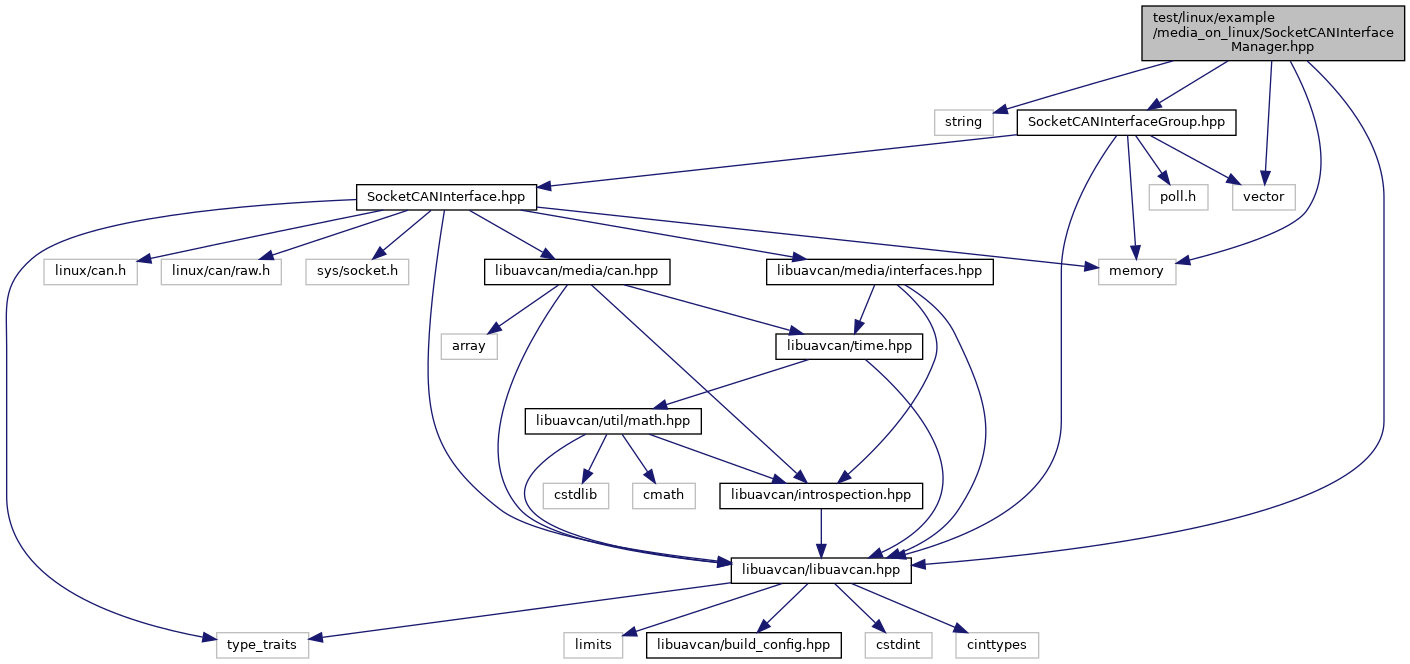 test/linux/example
/media_on_linux/SocketCANInterface
Manager.hpp
string
SocketCANInterfaceGroup.hpp
SocketCANInterface.hpp
poll.h
vector
linux/can.h
linux/can/raw.h
sys/socket.h
libuavcan/media/can.hpp
libuavcan/media/interfaces.hpp
memory
array
libuavcan/time.hpp
libuavcan/util/math.hpp
cstdlib
cmath
libuavcan/introspection.hpp
libuavcan/libuavcan.hpp
type_traits
limits
libuavcan/build_config.hpp
cstdint
cinttypes